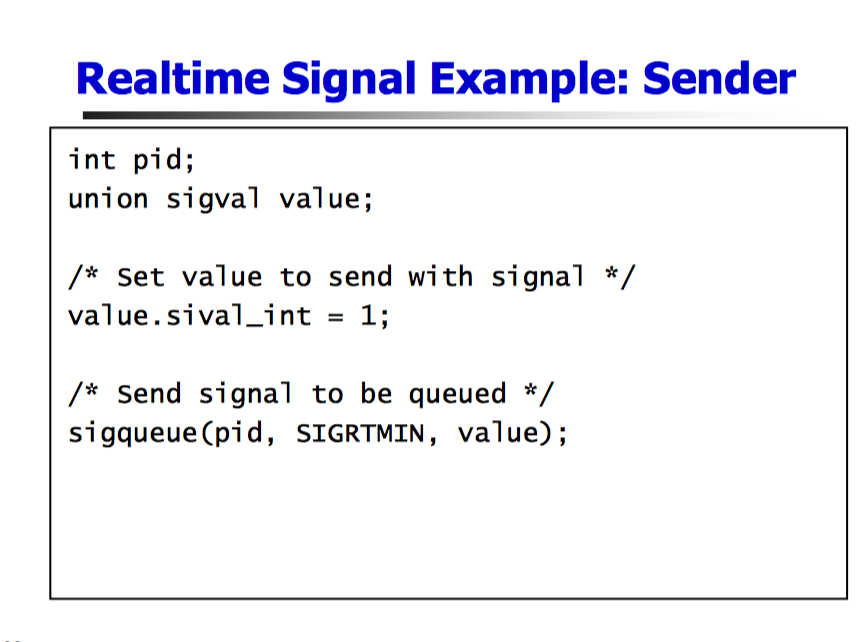 Realtime Signal Example: Sender
int pid;
union sigval value;
/* Set value to send with signal */
value.sival_int = 1;
/* Send signal to be queued */
sigqueue(pid, SIGRTMIN, value);